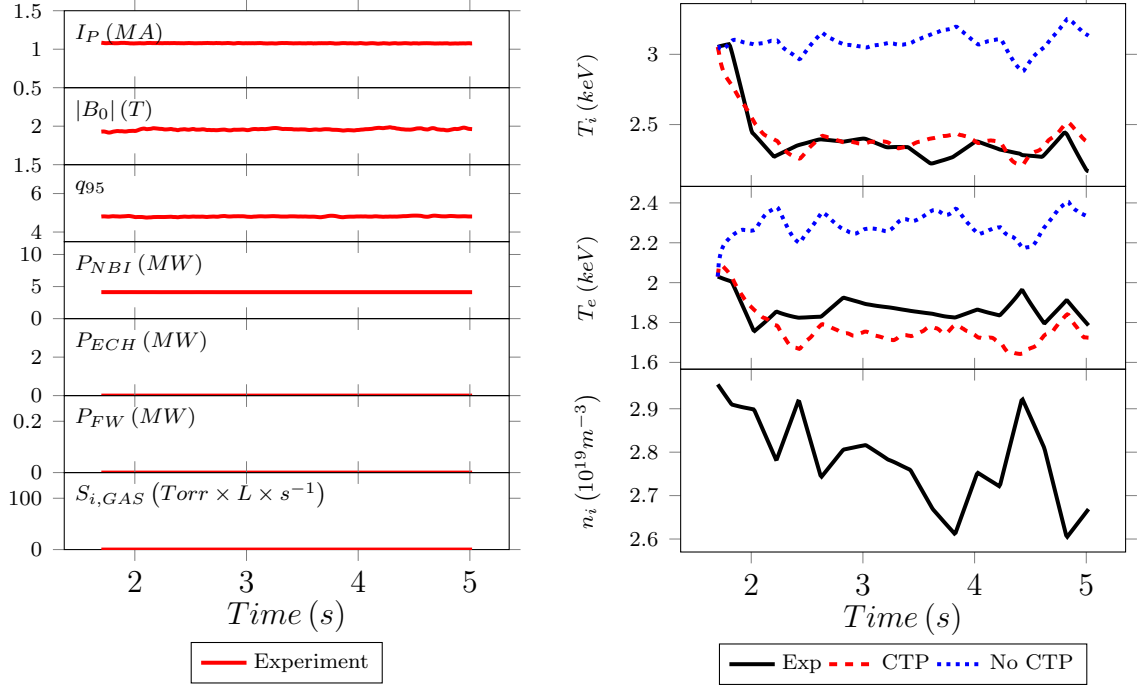 1.5
I_P (MA)
1
0.5
|B_0| (T)
2
1.5
q_95
6
4
10
P_NBI (MW)
5
0
P_ECH (MW)
2
0
P_FW (MW)
0.2
0
S_i,GAS (Torr × L × s^−1)
100
0
2 3 4 5
Time (s)
Experiment
3
T_i (keV)
2.5
2.4
2.2
T_e (keV)
2
1.8
1.6
2.9
2.8
n_i (10^19 m^−3)
2.7
2.6
2 3 4 5
Time (s)
Exp CTP No CTP